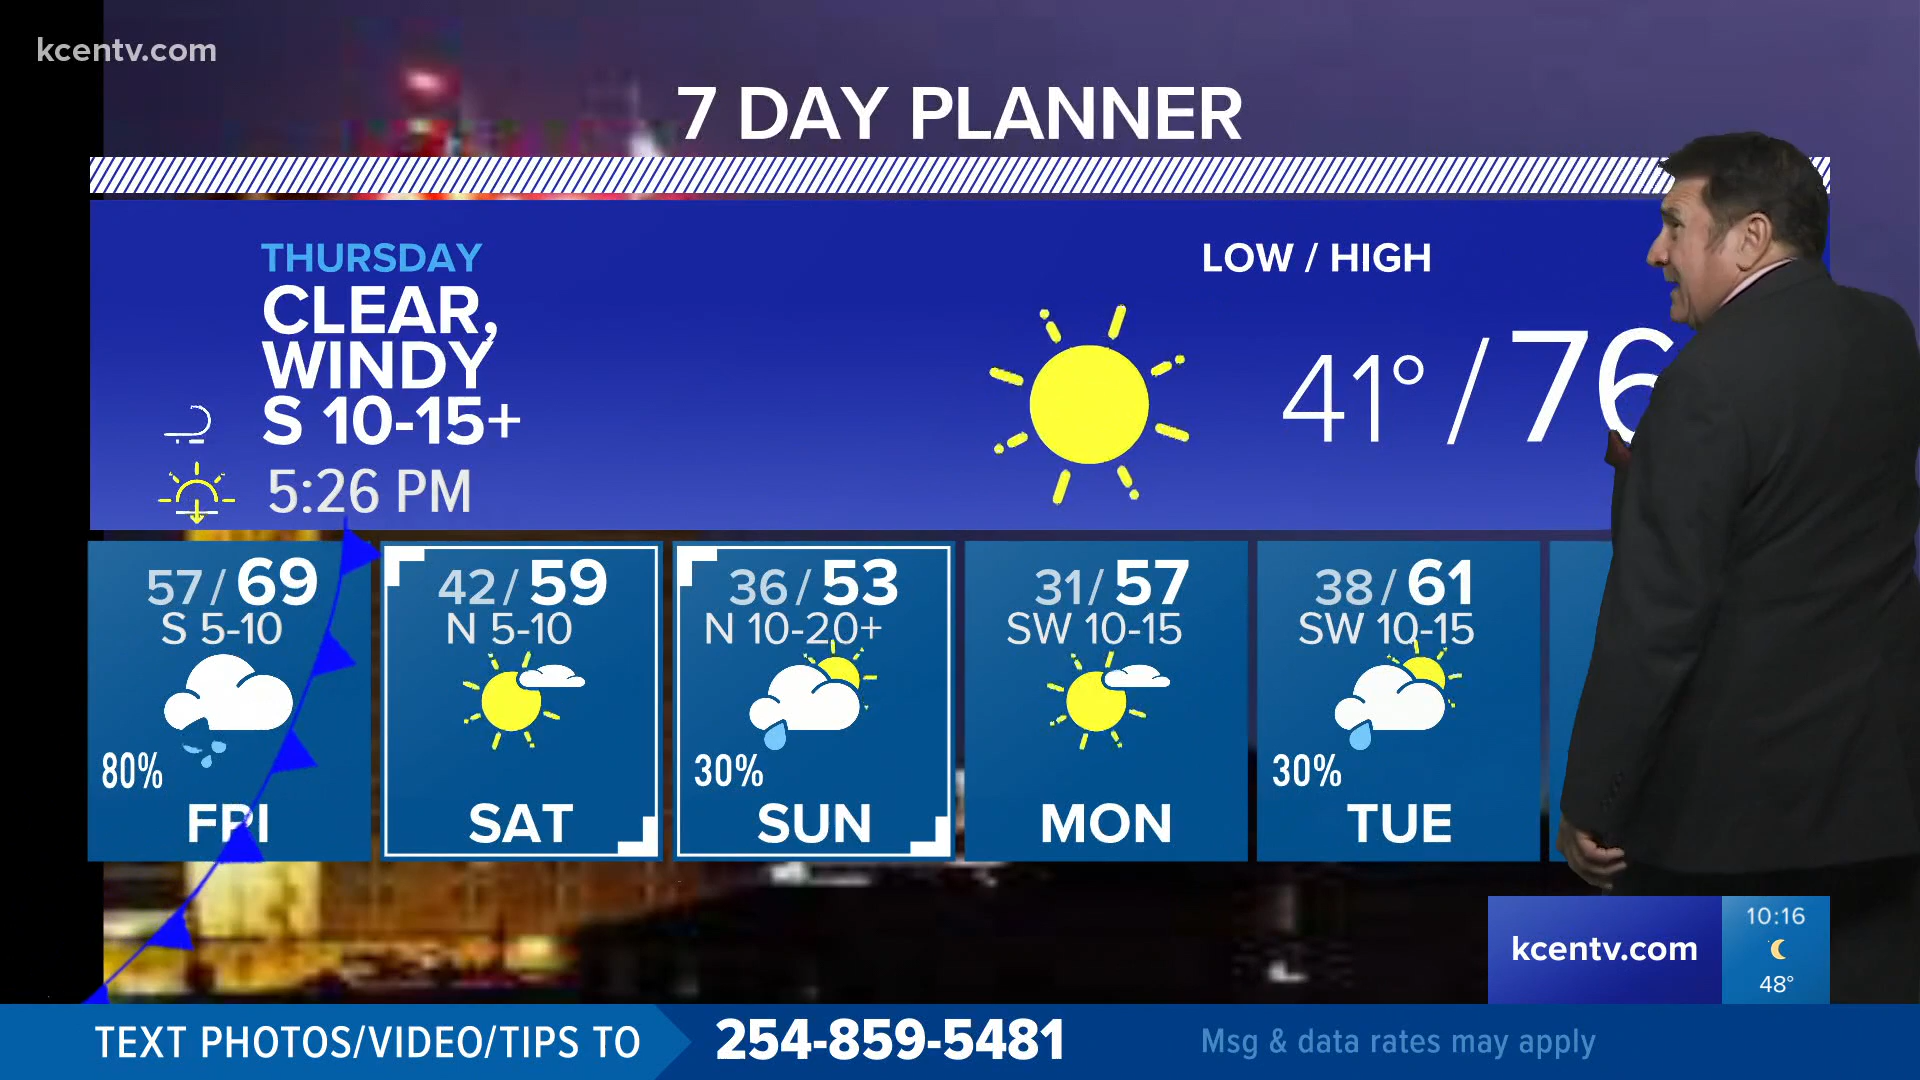 kcentv.com
7 DAY PLANNER
THURSDAY
CLEAR,
WINDY
S 10-15+
5:26 PM
LOW / HIGH
41° / 76
57/69
S 5-10
80%
FRI
42/59
N 5-10
SAT
36/53
N 10-20+
30%
SUN
31/57
SW 10-15
MON
38/61
SW 10-15
30%
TUE
kcentv.com
10:16
48°
TEXT PHOTOS/VIDEO/TIPS TO
254-859-5481
Msg & data rates may apply